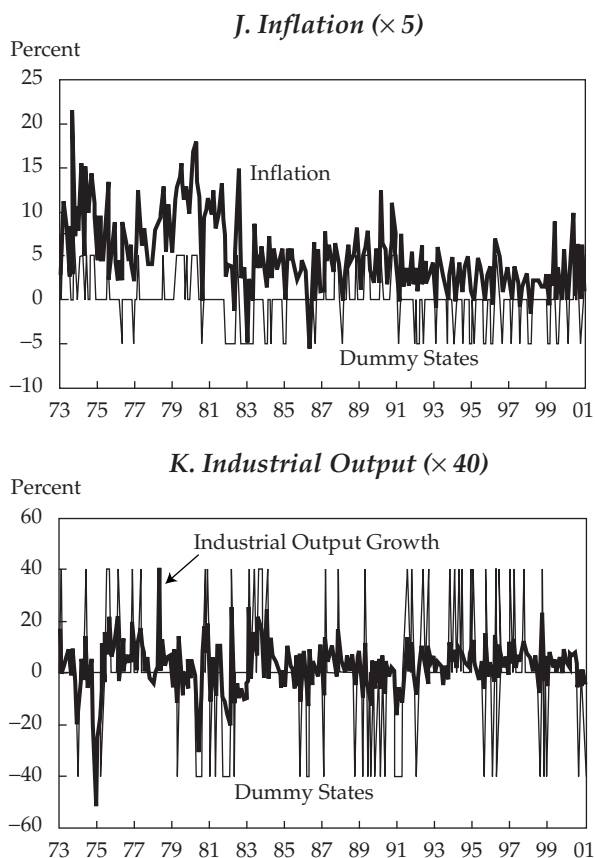 J. Inflation (× 5)
Percent
25
20
15
10
5
0
−5
−10
Inflation
Dummy States
73 75 77 79 81 83 85 87 89 91 93 95 97 99 01
K. Industrial Output (× 40)
Percent
60
40
20
0
−20
−40
−60
Industrial Output Growth
Dummy States
73 75 77 79 81 83 85 87 89 91 93 95 97 99 01